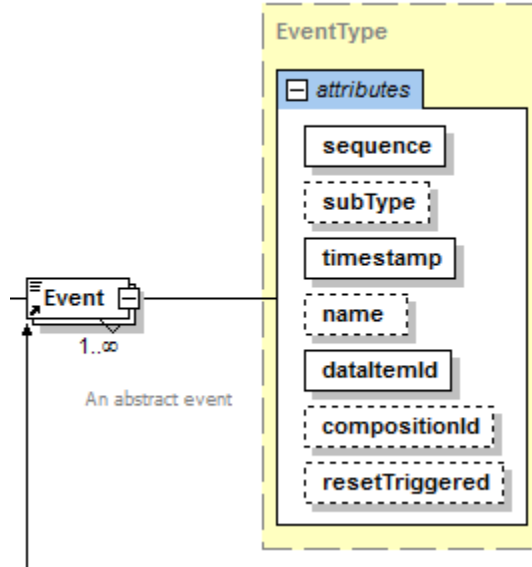 EventType
attributes
sequence
subType
timestamp
Event
name
1..∞
dataItemId
An abstract event
compositionId
resetTriggered